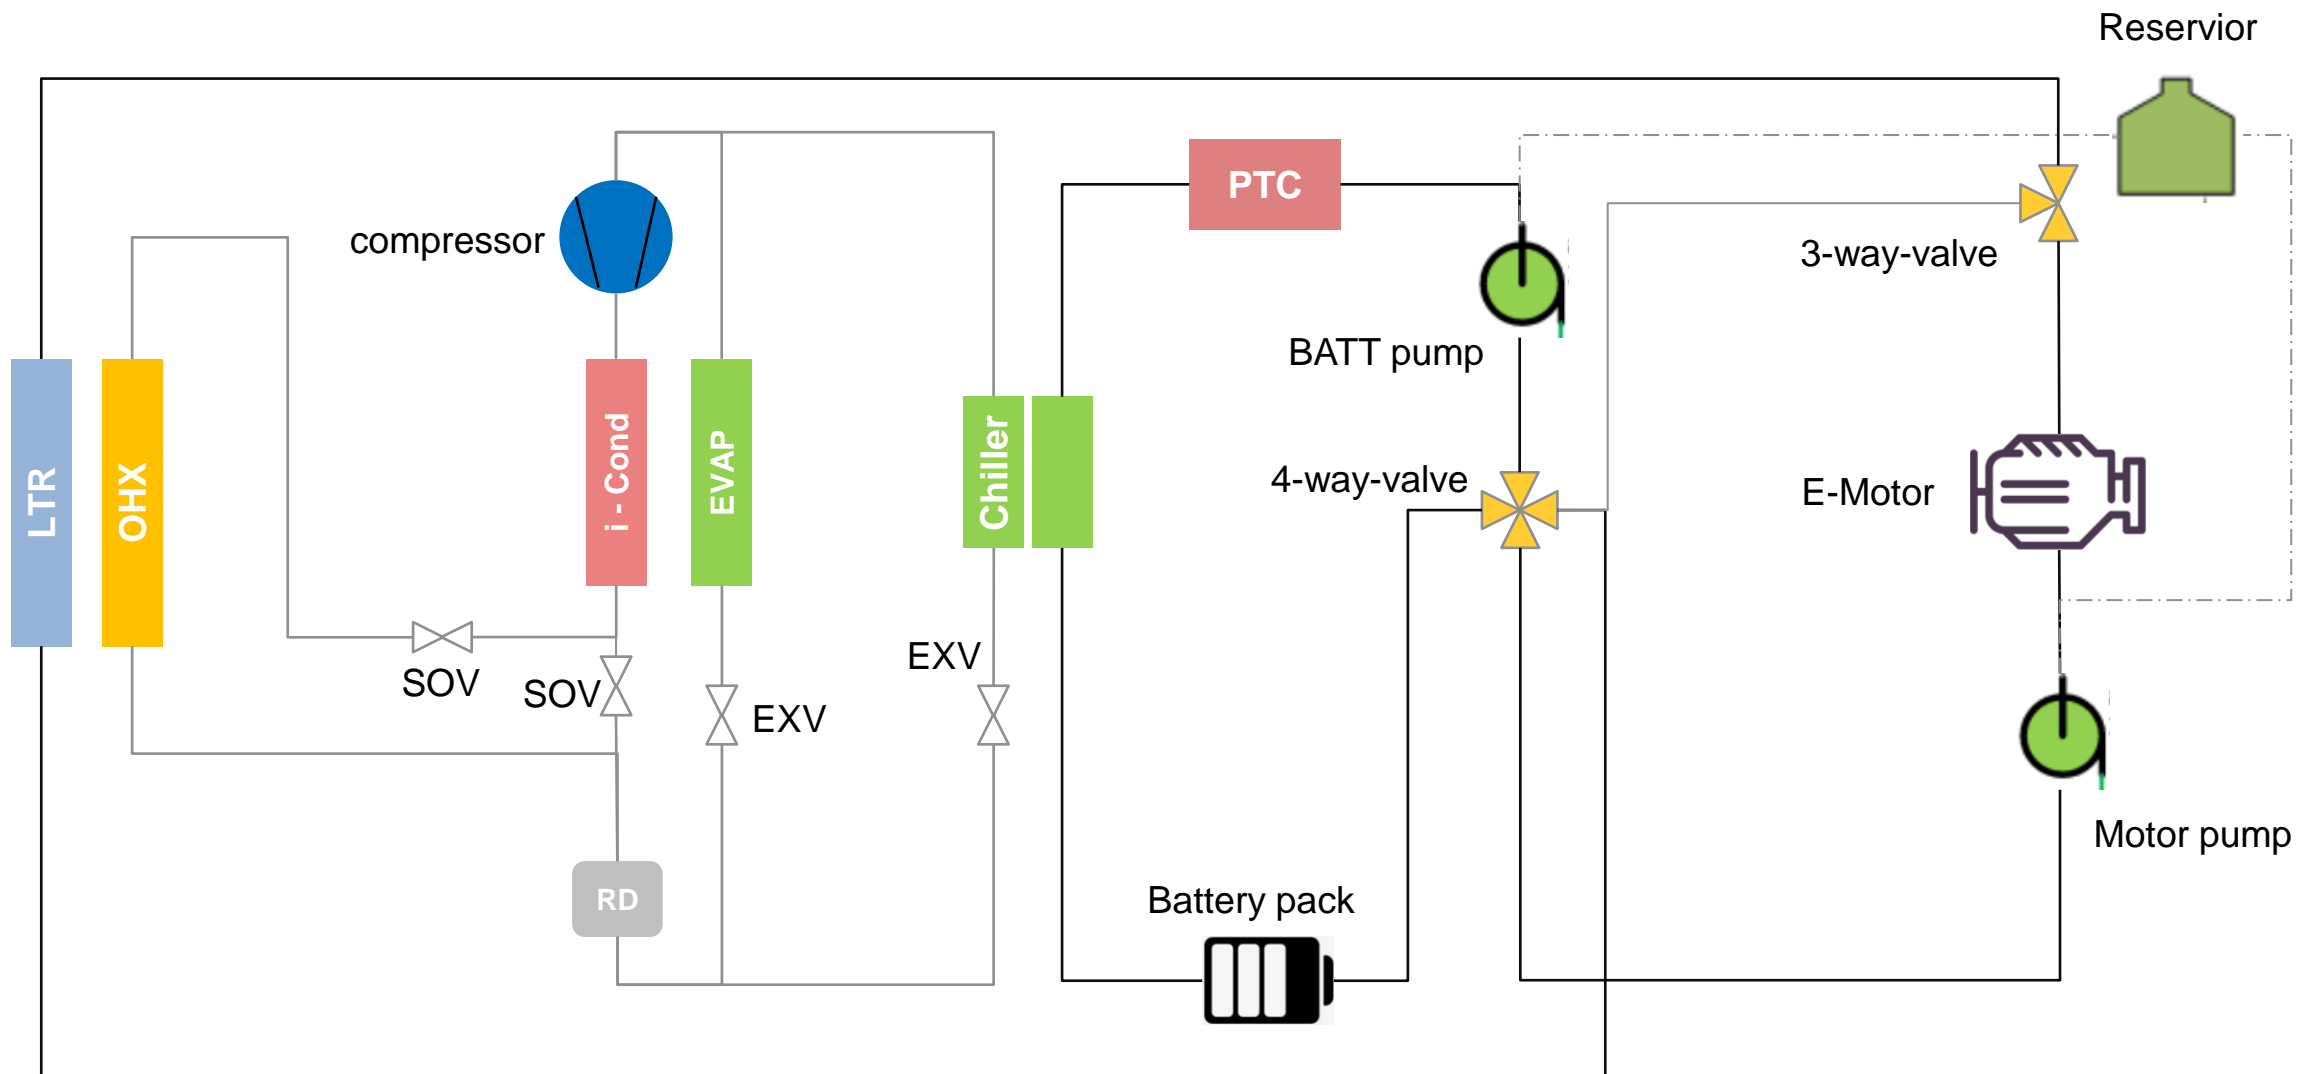 Reservior
PTC
compressor
3-way-valve
BATT pump
LTR
OHX
i - Cond
EVAP
Chiller
4-way-valve
E-Motor
SOV
SOV
EXV
EXV
Motor pump
RD
Battery pack